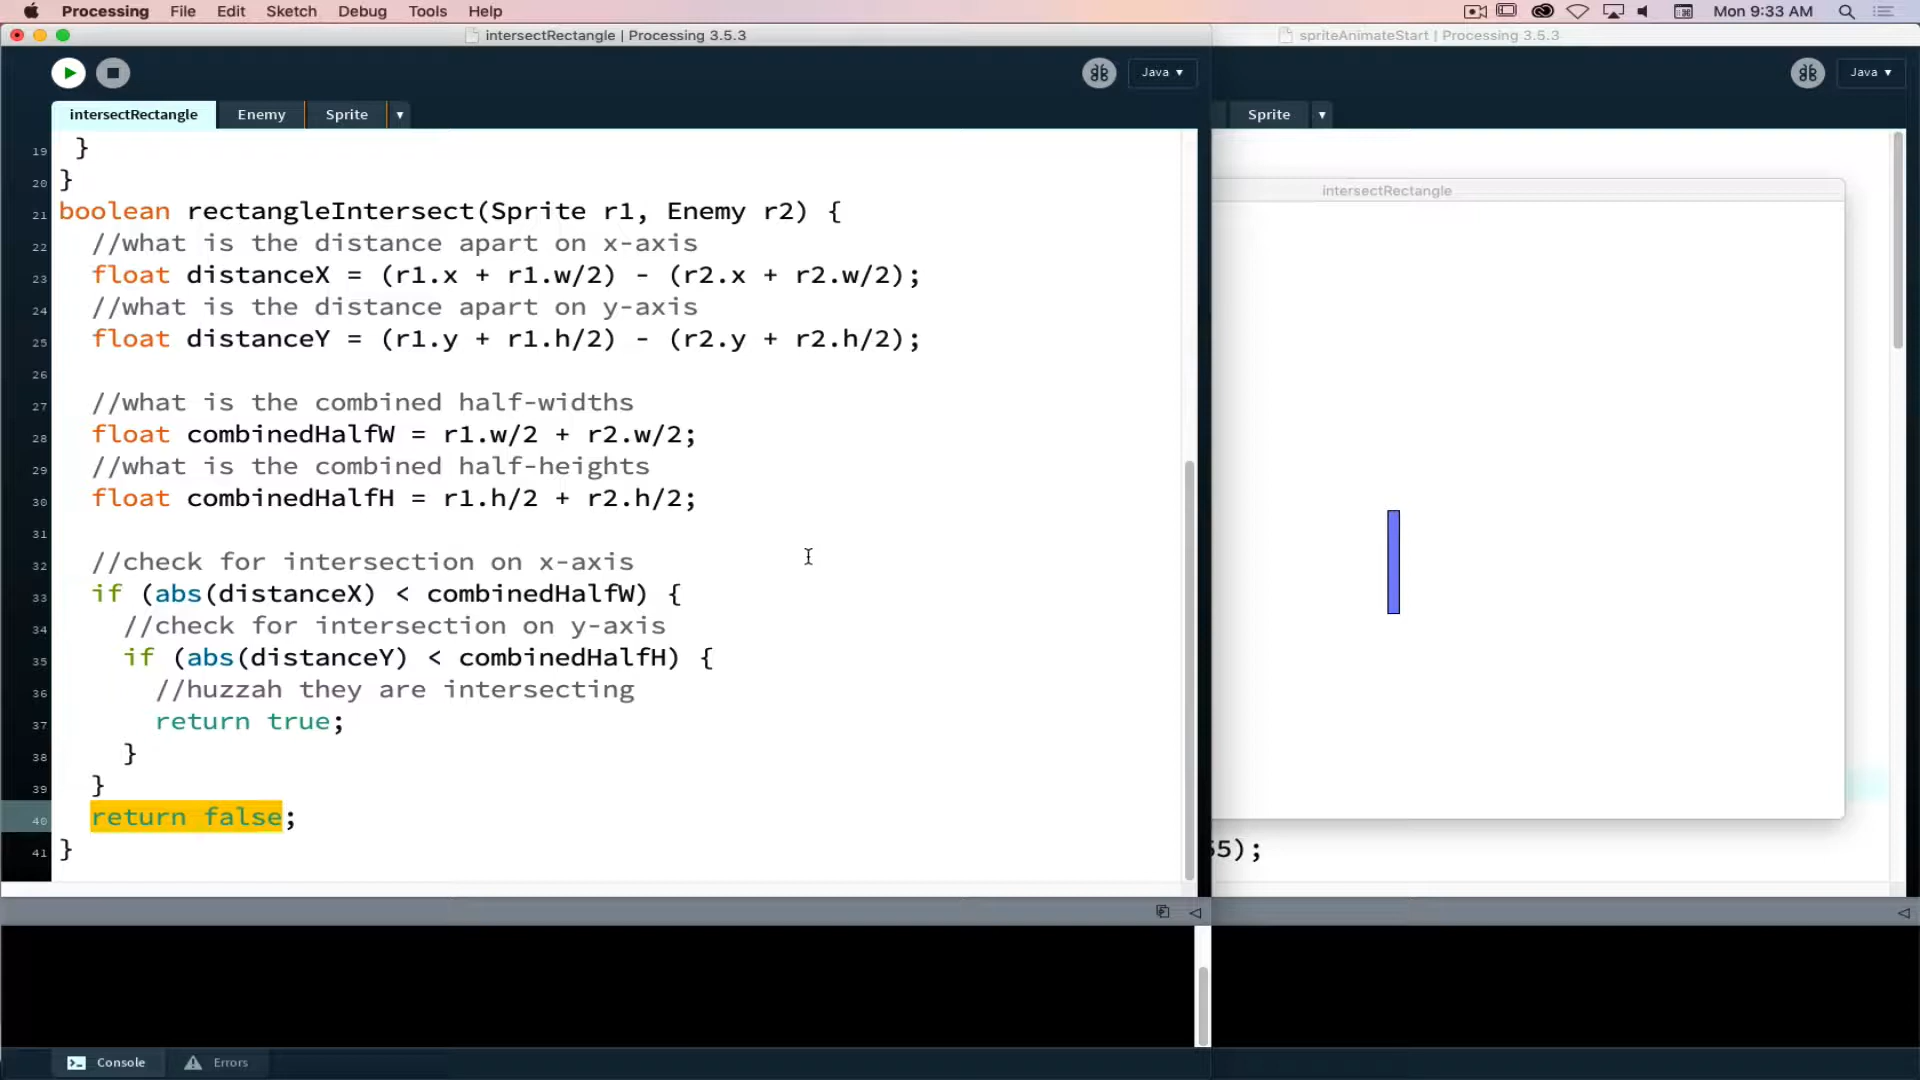 Processing File Edit Sketch Debug Tools Help Mon 9:33 AM
intersectRectangle | Processing 3.5.3
spriteAnimateStart | Processing 3.5.3
Java ▾
Java ▾
intersectRectangle Enemy Sprite ▾
Sprite ▾
intersectRectangle
19 }
20 }
21 boolean rectangleIntersect(Sprite r1, Enemy r2) {
22 //what is the distance apart on x-axis
23 float distanceX = (r1.x + r1.w/2) - (r2.x + r2.w/2);
24 //what is the distance apart on y-axis
25 float distanceY = (r1.y + r1.h/2) - (r2.y + r2.h/2);
26
27 //what is the combined half-widths
28 float combinedHalfW = r1.w/2 + r2.w/2;
29 //what is the combined half-heights
30 float combinedHalfH = r1.h/2 + r2.h/2;
31
32 //check for intersection on x-axis
33 if (abs(distanceX) < combinedHalfW) {
34 //check for intersection on y-axis
35 if (abs(distanceY) < combinedHalfH) {
36 //huzzah they are intersecting
37 return true;
38 }
39 }
40 return false;
41 }
55);
Console Errors